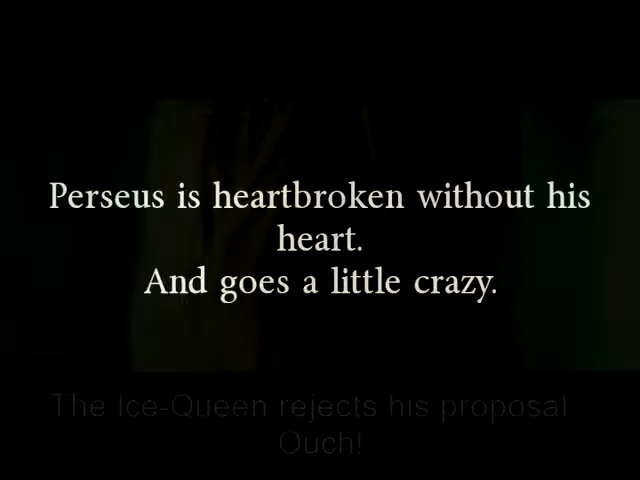 Perseus is heartbroken without his
heart.
And goes a little crazy.
The Ice-Queen rejects his proposal
Ouch!